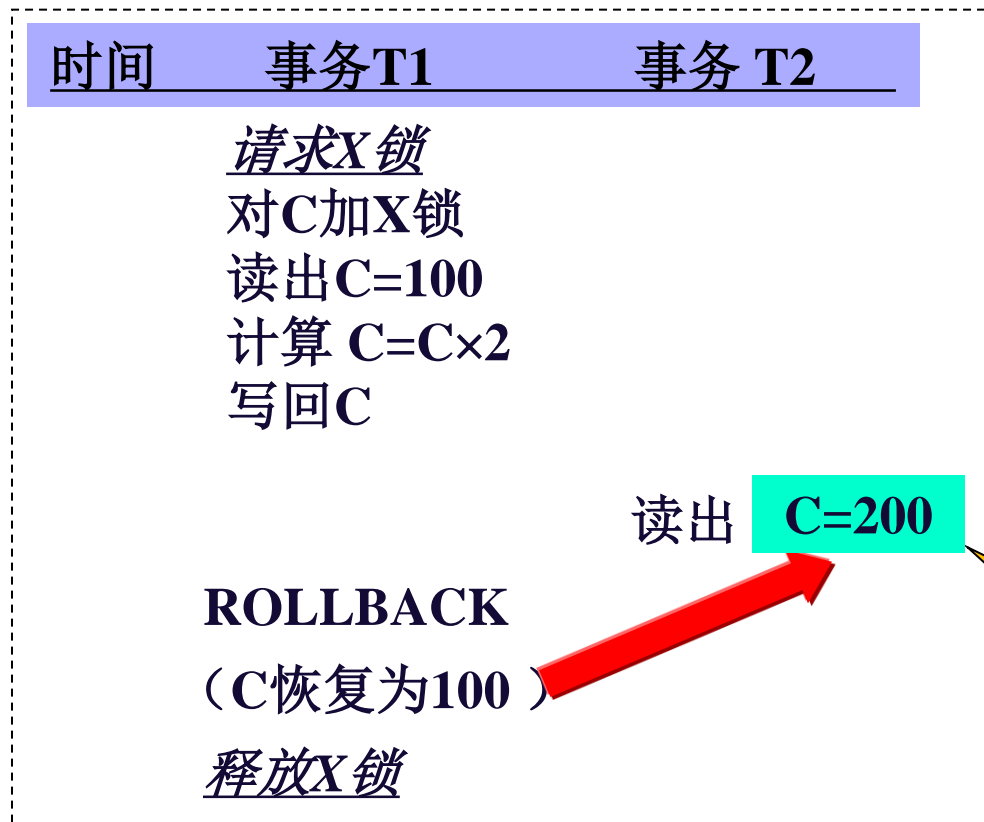 时间 事务T1 事务 T2
请求X锁
对C加X锁
读出C=100
计算 C=C×2
写回C
读出 C=200
ROLLBACK
（C恢复为100 ）
释放X锁